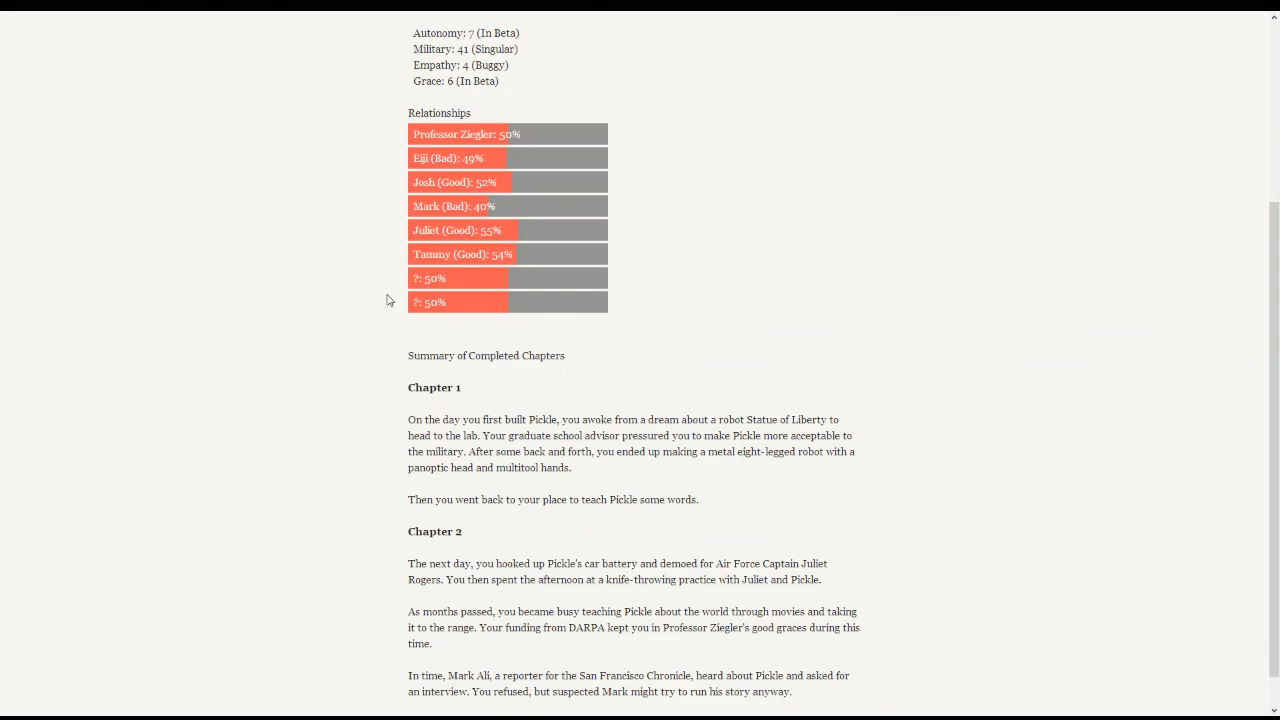 Autonomy: 7 (In Beta)
Military: 41 (Singular)
Empathy: 4 (Buggy)
Grace: 6 (In Beta)
Relationships
Professor Ziegler: 50%
Eiji (Bad): 49%
Josh (Good): 52%
Mark (Bad): 40%
Juliet (Good): 55%
Tammy (Good): 54%
?: 50%
?: 50%
Summary of Completed Chapters
Chapter 1
On the day you first built Pickle, you awoke from a dream about a robot Statue of Liberty to
head to the lab. Your graduate school advisor pressured you to make Pickle more acceptable to
the military. After some back and forth, you ended up making a metal eight-legged robot with a
panoptic head and multitool hands.
Then you went back to your place to teach Pickle some words.
Chapter 2
The next day, you hooked up Pickle's car battery and demoed for Air Force Captain Juliet
Rogers. You then spent the afternoon at a knife-throwing practice with Juliet and Pickle.
As months passed, you became busy teaching Pickle about the world through movies and taking
it to the range. Your funding from DARPA kept you in Professor Ziegler's good graces during this
time.
In time, Mark Ali, a reporter for the San Francisco Chronicle, heard about Pickle and asked for
an interview. You refused, but suspected Mark might try to run his story anyway.